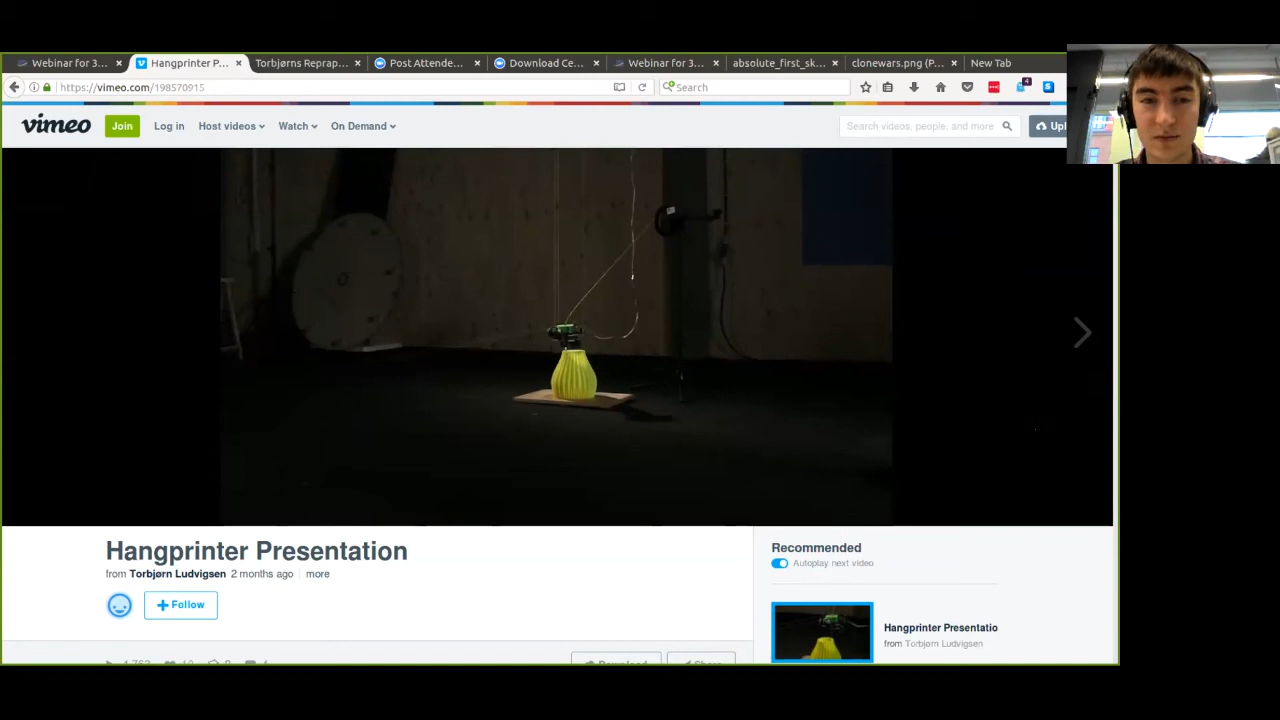 Webinar for 3...
Hangprinter P...
Torbjørns Reprap...
Post Attende...
Download Ce...
Webinar for 3...
absolute_first_sk...
clonewars.png (P...
New Tab
https://vimeo.com/198570915
Search
4
vimeo
Join
Log in
Host videos
Watch
On Demand
Search videos, people, and more
Upl
Hangprinter Presentation
from Torbjørn Ludvigsen 2 months ago more
Follow
Recommended
Autoplay next video
Hangprinter Presentatio
from Torbjørn Ludvigsen